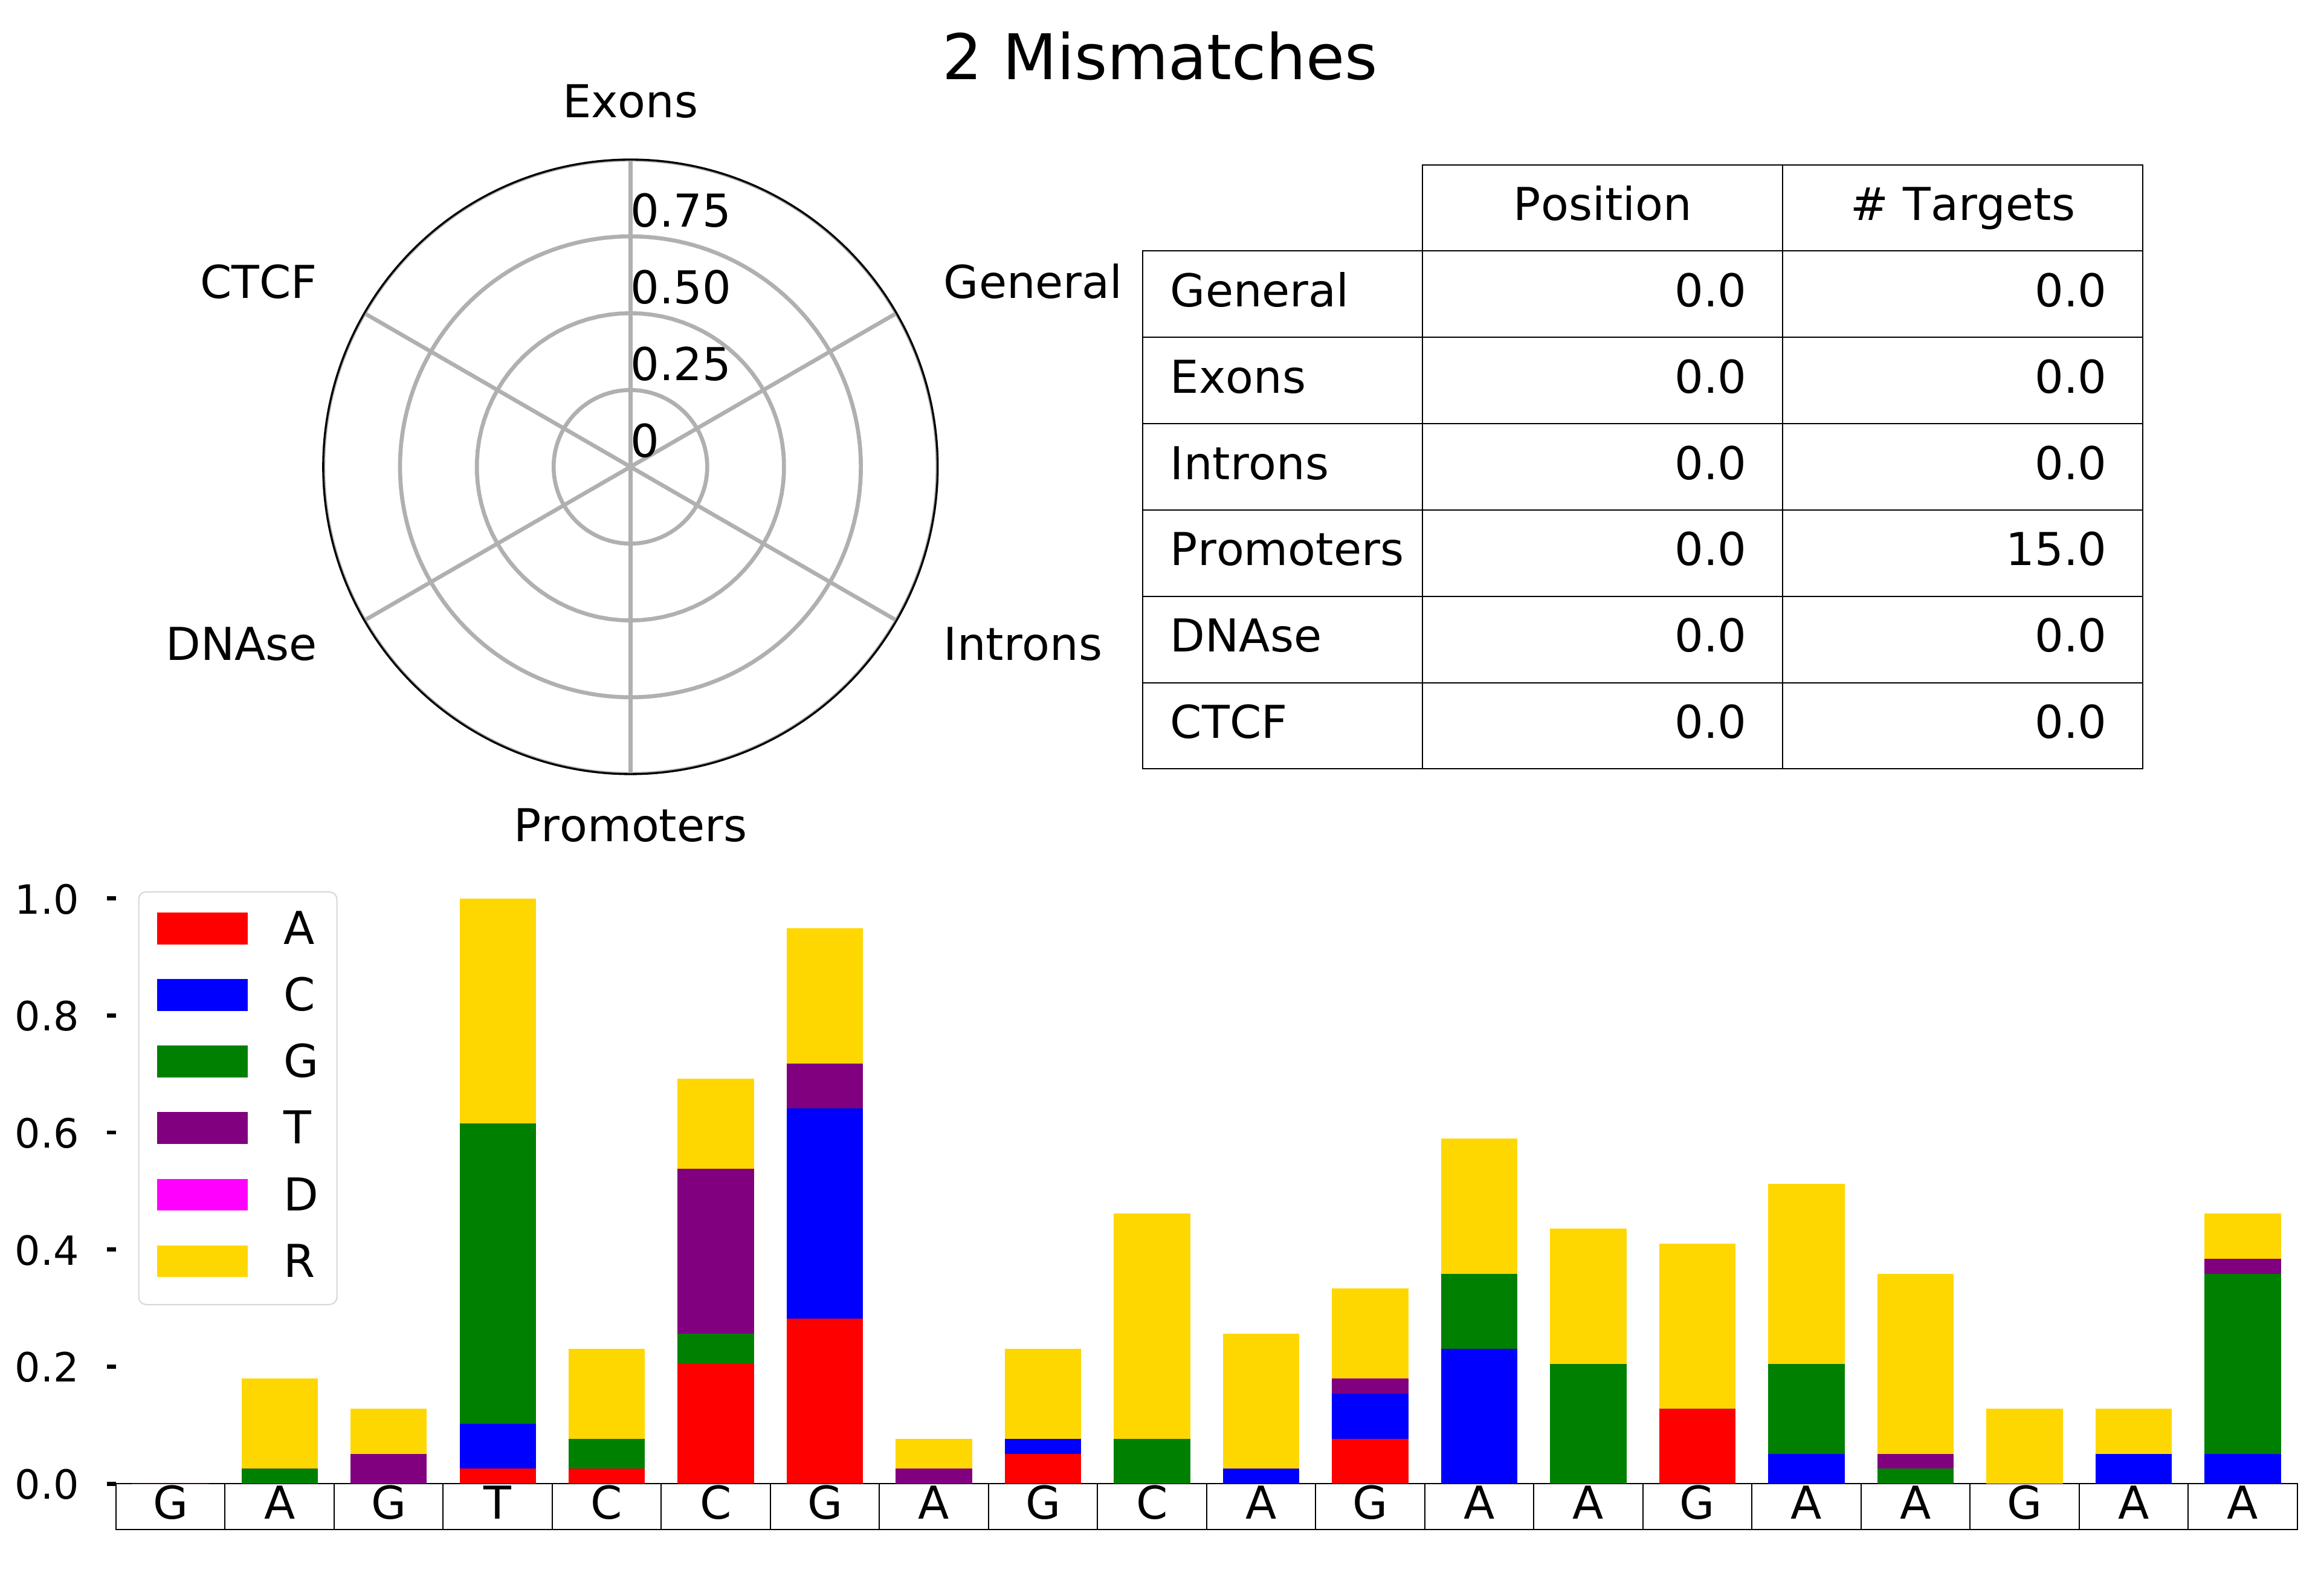 2 Mismatches
Exons
CTCF
General
DNAse
Introns
Promoters
0.75
0.50
0.25
0
Position # Targets
General 0.0 0.0
Exons 0.0 0.0
Introns 0.0 0.0
Promoters 0.0 15.0
DNAse 0.0 0.0
CTCF 0.0 0.0
1.0
0.8
0.6
0.4
0.2
0.0
A
C
G
T
D
R
G A G T C C G A G C A G A A G A A G A A